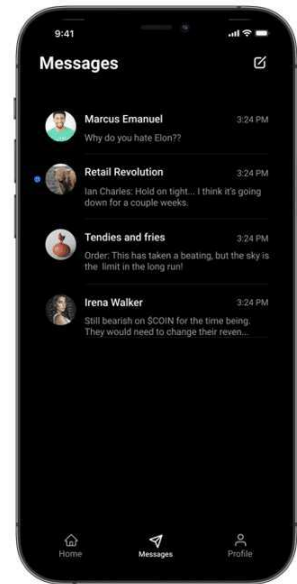 9:41
Messages
Marcus Emanuel 3:24 PM
Why do you hate Elon??
Retail Revolution 3:24 PM
Ian Charles: Hold on tight... I think it's going
down for a couple weeks.
Tendies and fries 3:24 PM
Order: This has taken a beating, but the sky is
the limit in the long run!
Irena Walker 3:24 PM
Still bearish on $COIN for the time being.
They would need to change their reven...
Home Messages Profile